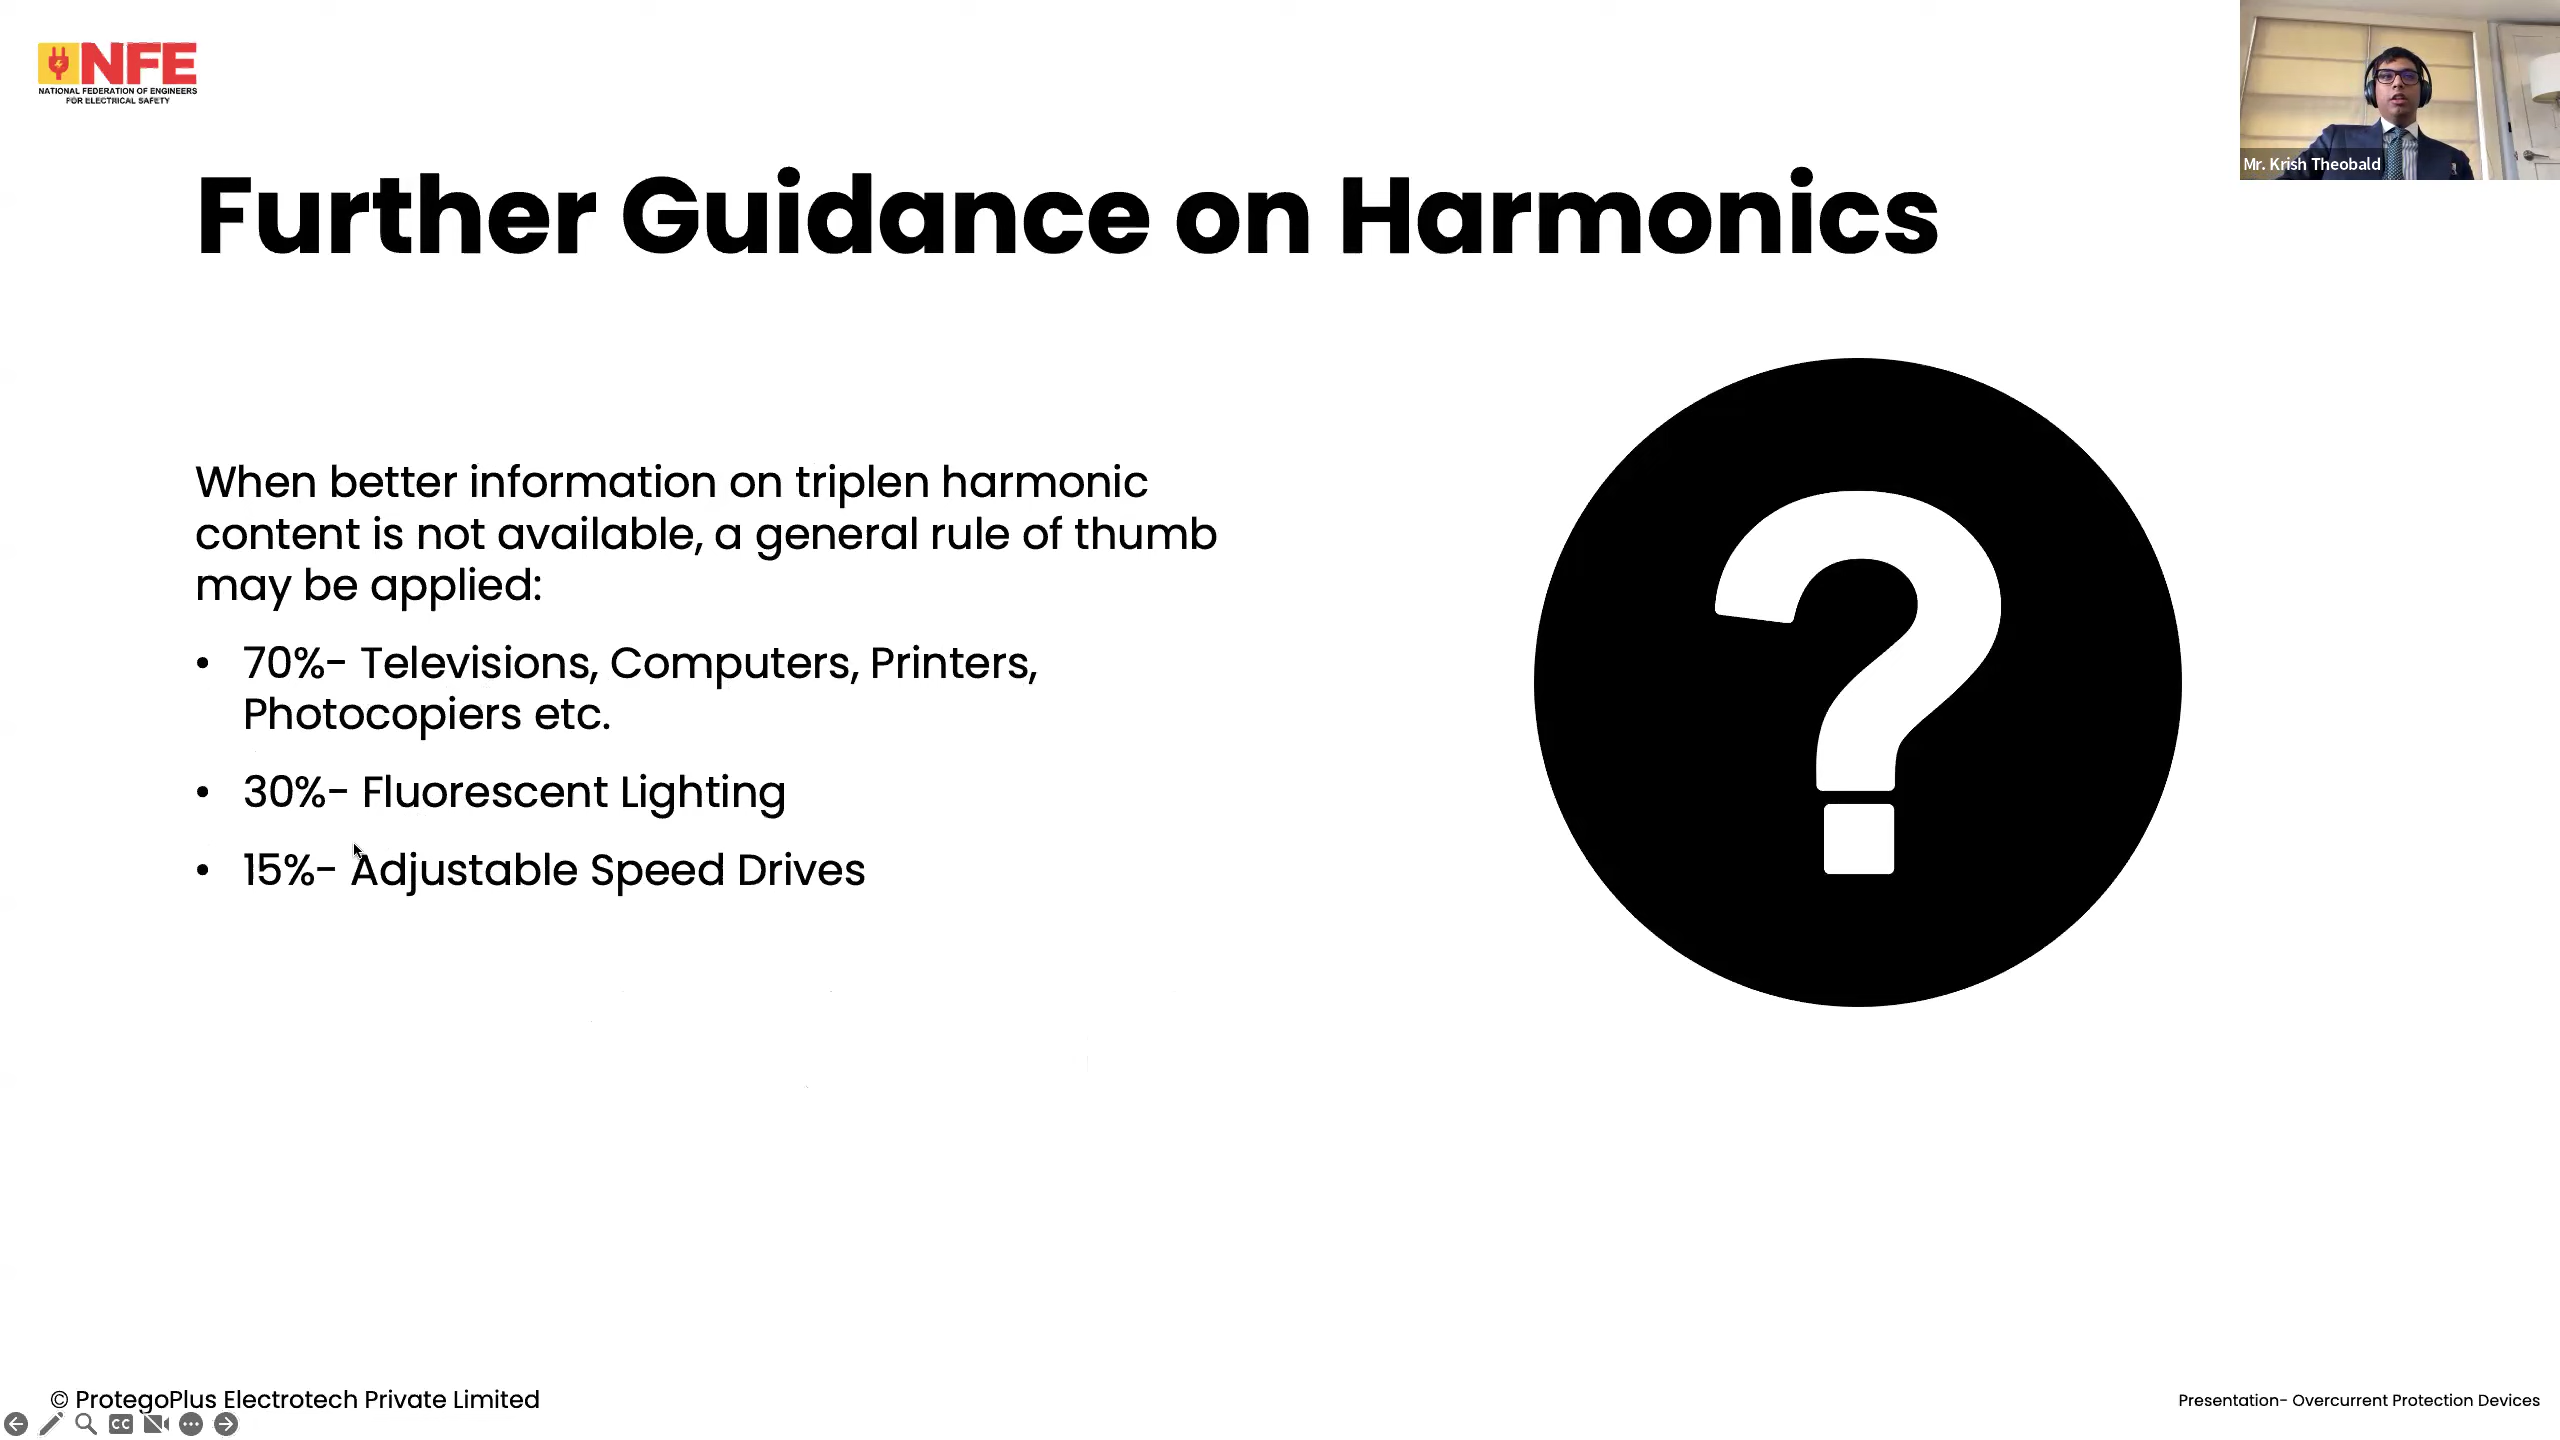 NFE
NATIONAL FEDERATION OF ENGINEERS
FOR ELECTRICAL SAFETY
Mr. Krish Theobald
Further Guidance on Harmonics
When better information on triplen harmonic
content is not available, a general rule of thumb
may be applied:
• 70%- Televisions, Computers, Printers,
Photocopiers etc.
• 30%- Fluorescent Lighting
• 15%- Adjustable Speed Drives
?
© ProtegoPlus Electrotech Private Limited
Presentation- Overcurrent Protection Devices
CC